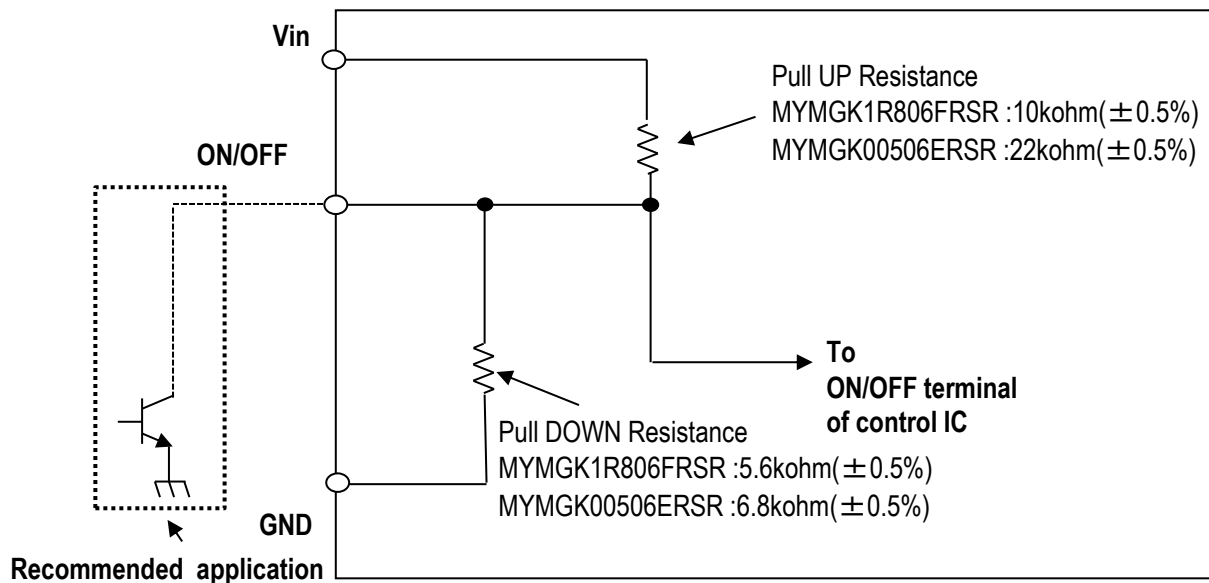 Vin
Pull UP Resistance
MYMGK1R806FRSR :10kohm(±0.5%)
MYMGK00506ERSR :22kohm(±0.5%)
ON/OFF
To
ON/OFF terminal
of control IC
Pull DOWN Resistance
MYMGK1R806FRSR :5.6kohm(±0.5%)
MYMGK00506ERSR :6.8kohm(±0.5%)
GND
Recommended application